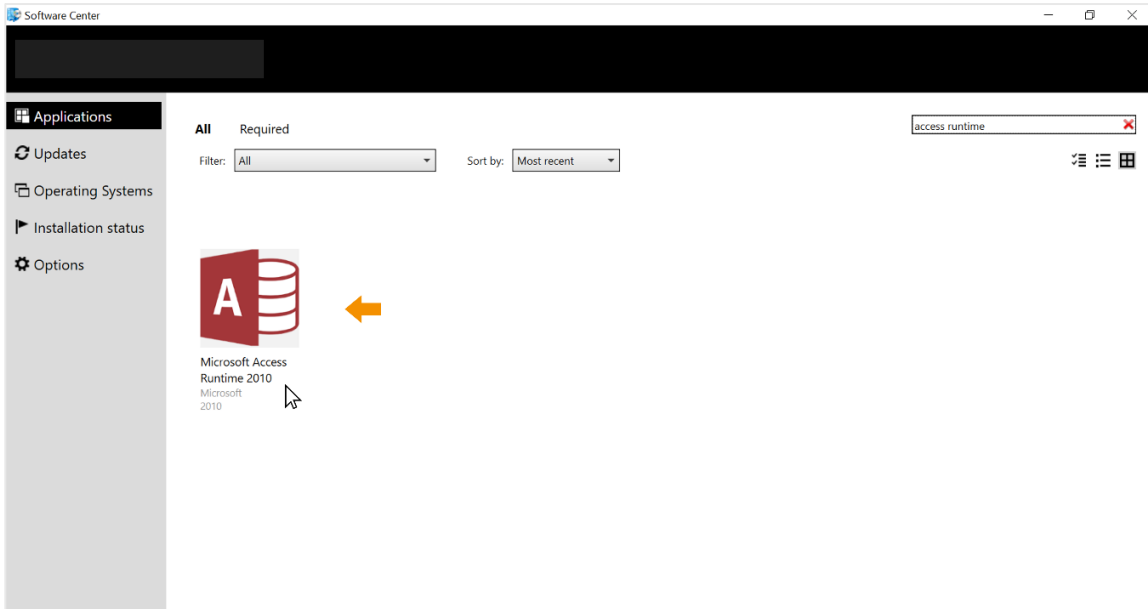 Software Center
Applications
Updates
Operating Systems
Installation status
Options
All Required
access runtime
Filter: All Sort by: Most recent
A
Microsoft Access
Runtime 2010
Microsoft
2010